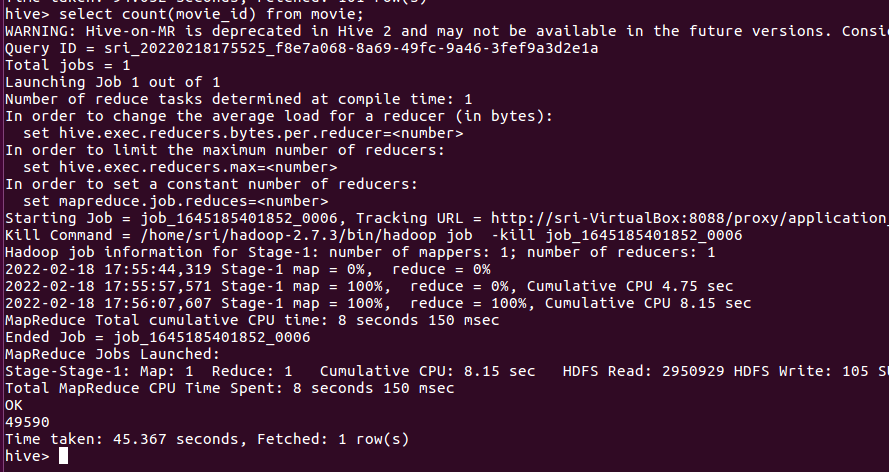 Time taken: 94.632 seconds, Fetched: 101 row(s)
hive> select count(movie_id) from movie;
WARNING: Hive-on-MR is deprecated in Hive 2 and may not be available in the future versions. Consi
Query ID = sri_20220218175525_f8e7a068-8a69-49fc-9a46-3fef9a3d2e1a
Total jobs = 1
Launching Job 1 out of 1
Number of reduce tasks determined at compile time: 1
In order to change the average load for a reducer (in bytes):
  set hive.exec.reducers.bytes.per.reducer=<number>
In order to limit the maximum number of reducers:
  set hive.exec.reducers.max=<number>
In order to set a constant number of reducers:
  set mapreduce.job.reduces=<number>
Starting Job = job_1645185401852_0006, Tracking URL = http://sri-VirtualBox:8088/proxy/application_
Kill Command = /home/sri/hadoop-2.7.3/bin/hadoop job  -kill job_1645185401852_0006
Hadoop job information for Stage-1: number of mappers: 1; number of reducers: 1
2022-02-18 17:55:44,319 Stage-1 map = 0%,  reduce = 0%
2022-02-18 17:55:57,571 Stage-1 map = 100%,  reduce = 0%, Cumulative CPU 4.75 sec
2022-02-18 17:56:07,607 Stage-1 map = 100%,  reduce = 100%, Cumulative CPU 8.15 sec
MapReduce Total cumulative CPU time: 8 seconds 150 msec
Ended Job = job_1645185401852_0006
MapReduce Jobs Launched:
Stage-Stage-1: Map: 1  Reduce: 1   Cumulative CPU: 8.15 sec   HDFS Read: 2950929 HDFS Write: 105 SU
Total MapReduce CPU Time Spent: 8 seconds 150 msec
OK
49590
Time taken: 45.367 seconds, Fetched: 1 row(s)
hive>